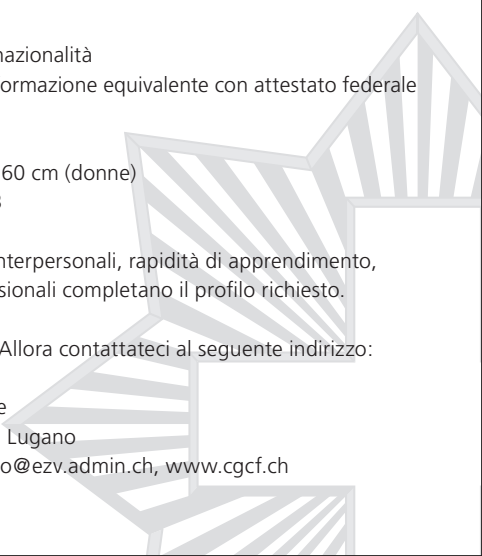 nazionalità
ormazione equivalente con attestato federale
60 cm (donne)
nterpersonali, rapidità di apprendimento,
sionali completano il profilo richiesto.
Allora contattateci al seguente indirizzo:
e
Lugano
o@ezv.admin.ch, www.cgcf.ch